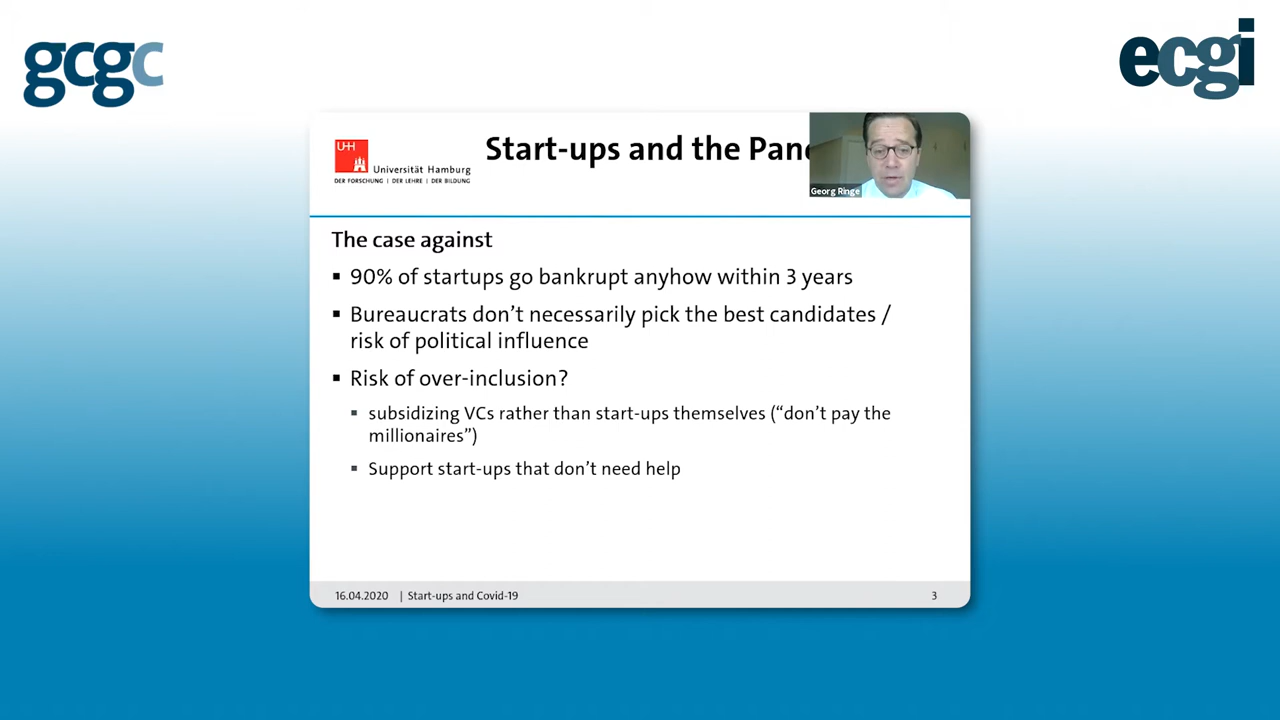 gcgc
ecgi
UHH
Universität Hamburg
DER FORSCHUNG | DER LEHRE | DER BILDUNG
Start-ups and the Pan
Georg Ringe
The case against
▪ 90% of startups go bankrupt anyhow within 3 years
▪ Bureaucrats don’t necessarily pick the best candidates /
risk of political influence
▪ Risk of over-inclusion?
▪ subsidizing VCs rather than start-ups themselves (“don’t pay the
millionaires”)
▪ Support start-ups that don’t need help
16.04.2020 | Start-ups and Covid-19
3